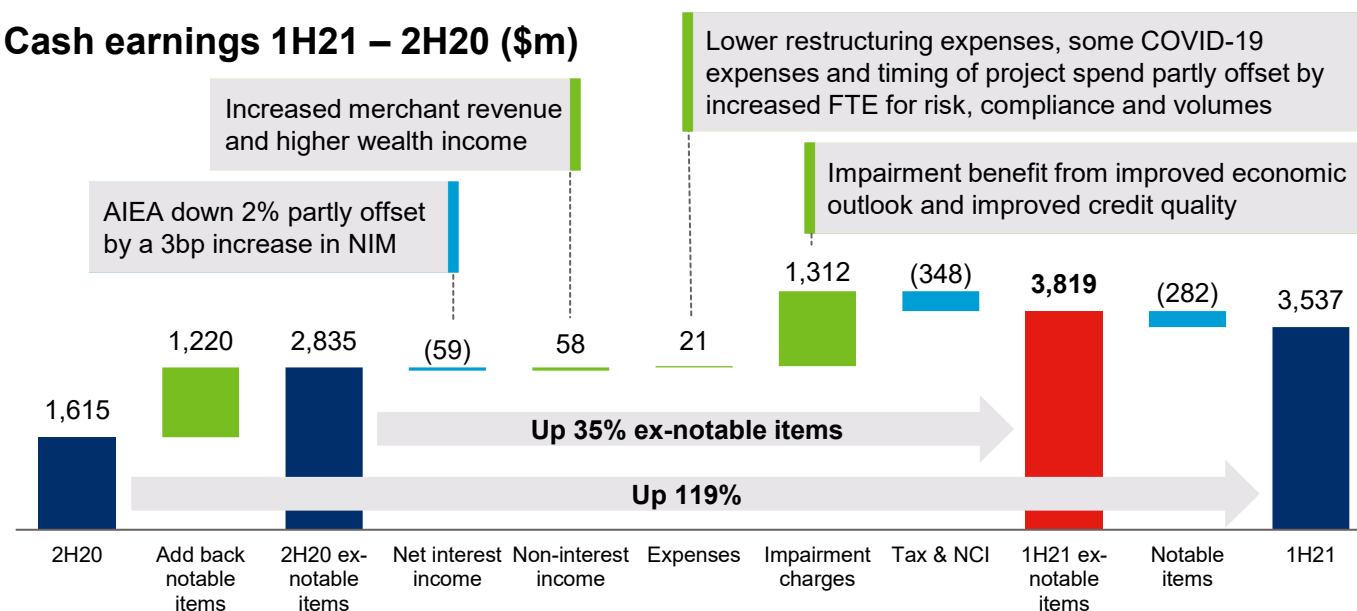 Cash earnings 1H21 – 2H20 ($m)
Lower restructuring expenses, some COVID-19
expenses and timing of project spend partly offset by
increased FTE for risk, compliance and volumes
Increased merchant revenue
and higher wealth income
Impairment benefit from improved economic
outlook and improved credit quality
AIEA down 2% partly offset
by a 3bp increase in NIM
1,615
1,220
2,835
(59)
58
21
1,312
(348)
3,819
(282)
3,537
Up 35% ex-notable items
Up 119%
2H20
Add back
notable
items
2H20 ex-
notable
items
Net interest
income
Non-interest
income
Expenses
Impairment
charges
Tax & NCI
1H21 ex-
notable
items
Notable
items
1H21